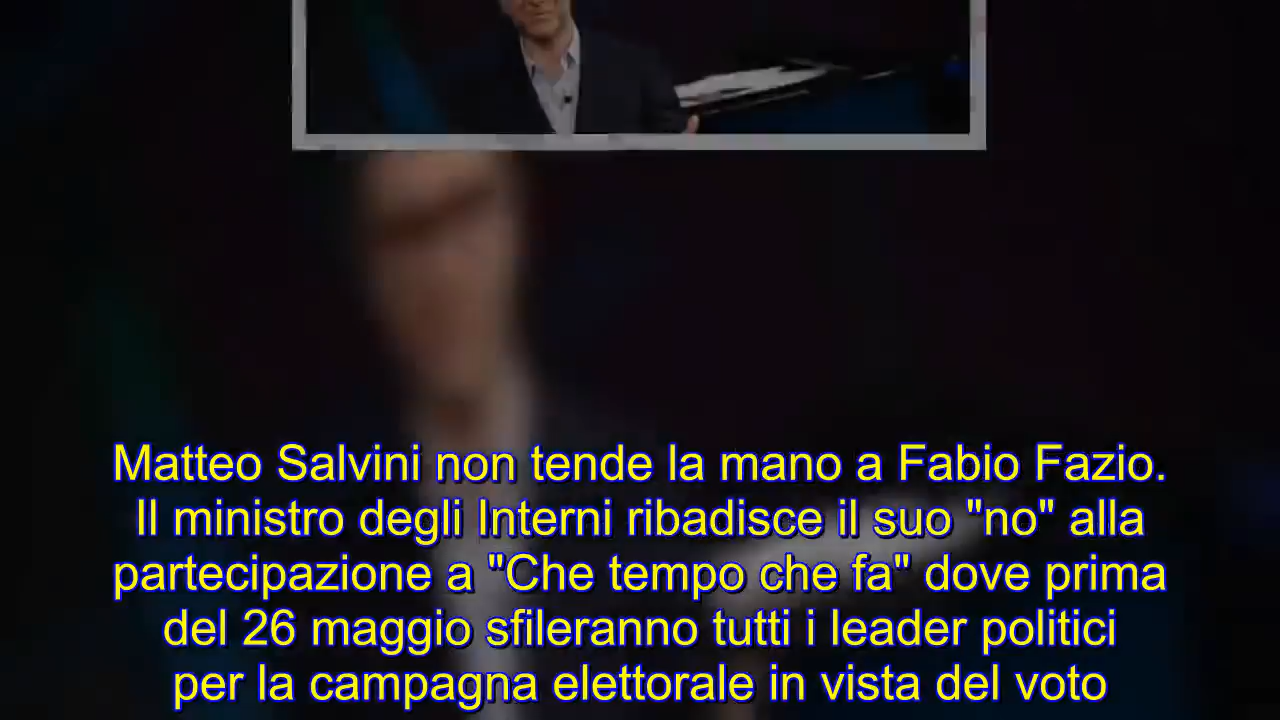 Matteo Salvini non tende la mano a Fabio Fazio.
Il ministro degli Interni ribadisce il suo "no" alla
partecipazione a "Che tempo che fa" dove prima
del 26 maggio sfileranno tutti i leader politici
per la campagna elettorale in vista del voto